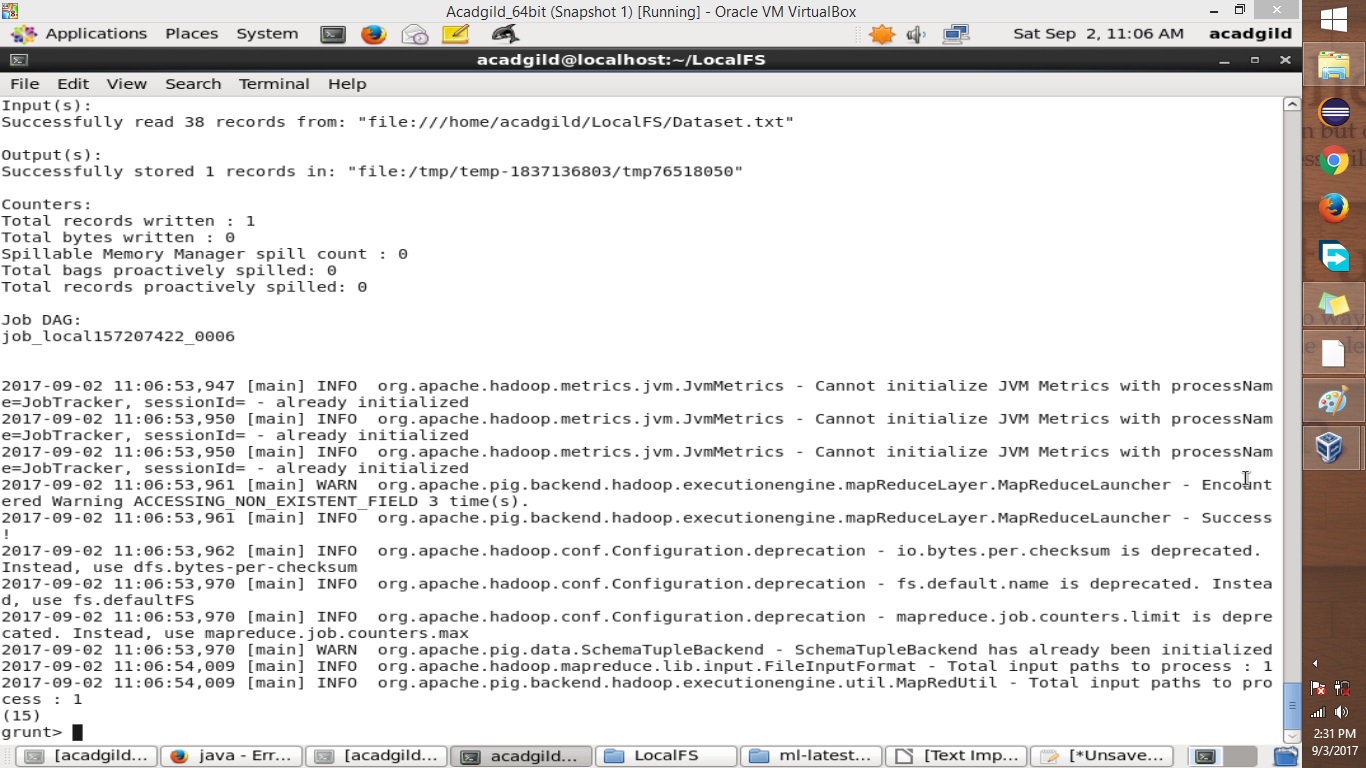 Acadgild_64bit (Snapshot 1) [Running] - Oracle VM VirtualBox
Applications Places System Sat Sep 2, 11:06 AM acadgild
acadgild@localhost:~/LocalFS
File Edit View Search Terminal Help
Input(s):
Successfully read 38 records from: "file:///home/acadgild/LocalFS/Dataset.txt"
Output(s):
Successfully stored 1 records in: "file:/tmp/temp-1837136803/tmp76518050"
Counters:
Total records written : 1
Total bytes written : 0
Spillable Memory Manager spill count : 0
Total bags proactively spilled: 0
Total records proactively spilled: 0
Job DAG:
job_local157207422_0006
2017-09-02 11:06:53,947 [main] INFO  org.apache.hadoop.metrics.jvm.JvmMetrics - Cannot initialize JVM Metrics with processNam
e=JobTracker, sessionId= - already initialized
2017-09-02 11:06:53,950 [main] INFO  org.apache.hadoop.metrics.jvm.JvmMetrics - Cannot initialize JVM Metrics with processNam
e=JobTracker, sessionId= - already initialized
2017-09-02 11:06:53,950 [main] INFO  org.apache.hadoop.metrics.jvm.JvmMetrics - Cannot initialize JVM Metrics with processNam
e=JobTracker, sessionId= - already initialized
2017-09-02 11:06:53,961 [main] WARN  org.apache.pig.backend.hadoop.executionengine.mapReduceLayer.MapReduceLauncher - Encount
ered Warning ACCESSING_NON_EXISTENT_FIELD 3 time(s).
2017-09-02 11:06:53,961 [main] INFO  org.apache.pig.backend.hadoop.executionengine.mapReduceLayer.MapReduceLauncher - Success
!
2017-09-02 11:06:53,962 [main] INFO  org.apache.hadoop.conf.Configuration.deprecation - io.bytes.per.checksum is deprecated.
Instead, use dfs.bytes-per-checksum
2017-09-02 11:06:53,970 [main] INFO  org.apache.hadoop.conf.Configuration.deprecation - fs.default.name is deprecated. Instea
d, use fs.defaultFS
2017-09-02 11:06:53,970 [main] INFO  org.apache.hadoop.conf.Configuration.deprecation - mapreduce.job.counters.limit is depre
cated. Instead, use mapreduce.job.counters.max
2017-09-02 11:06:53,970 [main] WARN  org.apache.pig.data.SchemaTupleBackend - SchemaTupleBackend has already been initialized
2017-09-02 11:06:54,009 [main] INFO  org.apache.hadoop.mapreduce.lib.input.FileInputFormat - Total input paths to process : 1
2017-09-02 11:06:54,009 [main] INFO  org.apache.pig.backend.hadoop.executionengine.util.MapRedUtil - Total input paths to pro
cess : 1
(15)
grunt>
[acadgild... java - Err... [acadgild... acadgild... LocalFS ml-latest... [Text Imp... [*Unsave...
2:31 PM
9/3/2017